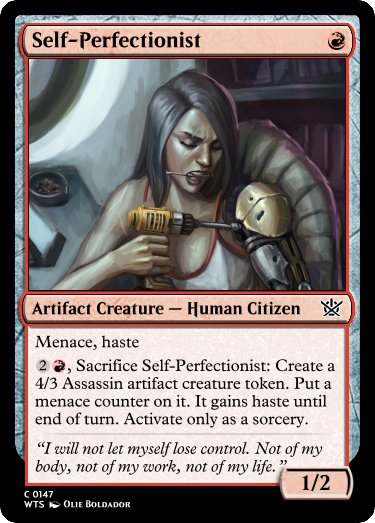 Self-Perfectionist
Artifact Creature — Human Citizen
Menace, haste
2, Sacrifice Self-Perfectionist: Create a
4/3 Assassin artifact creature token. Put a
menace counter on it. It gains haste until
end of turn. Activate only as a sorcery.
“I will not let myself lose control. Not of my
body, not of my work, not of my life.”
1/2
C 0147
WTS Olie Boldador